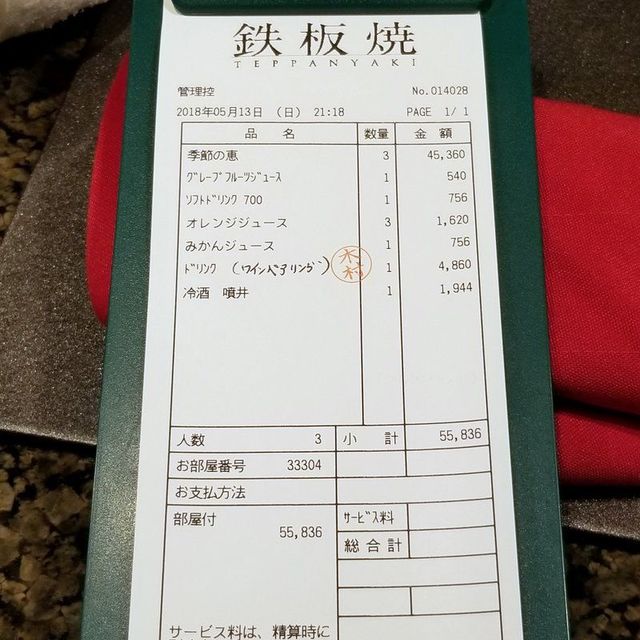 鉄板焼
TEPPANYAKI
管理控 No.014028
2018年05月13日 (日) 21:18 PAGE 1/ 1
品 名 数量 金 額
季節の恵 3 45,360
ｸﾞﾚｰﾌﾟﾌﾙｰﾂｼﾞｭｰｽ 1 540
ｿﾌﾄﾄﾞﾘﾝｸ 700 1 756
オレンジジュース 3 1,620
みかんジュース 1 756
ﾄﾞﾘﾝｸ (ワインペアリング) 木村 1 4,860
冷酒 噴井 1 1,944
人数 3 小 計 55,836
お部屋番号 33304
お支払方法
部屋付 55,836 ｻｰﾋﾞｽ料
総合計
サービス料は、精算時に